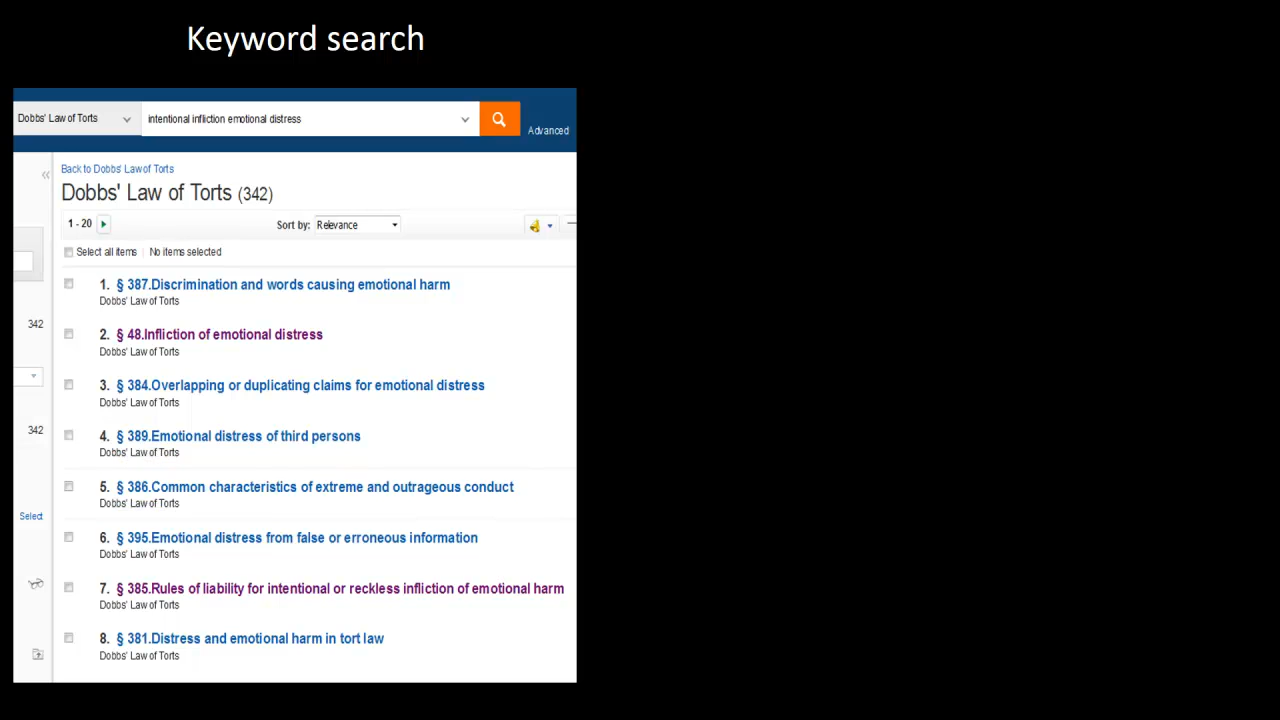 Keyword search
Dobbs' Law of Torts
intentional infliction emotional distress
Advanced
Back to Dobbs' Law of Torts
Dobbs' Law of Torts (342)
1 - 20
Sort by: Relevance
Select all items | No items selected
1. § 387.Discrimination and words causing emotional harm
Dobbs' Law of Torts
342
2. § 48.Infliction of emotional distress
Dobbs' Law of Torts
3. § 384.Overlapping or duplicating claims for emotional distress
Dobbs' Law of Torts
342
4. § 389.Emotional distress of third persons
Dobbs' Law of Torts
5. § 386.Common characteristics of extreme and outrageous conduct
Dobbs' Law of Torts
Select
6. § 395.Emotional distress from false or erroneous information
Dobbs' Law of Torts
7. § 385.Rules of liability for intentional or reckless infliction of emotional harm
Dobbs' Law of Torts
8. § 381.Distress and emotional harm in tort law
Dobbs' Law of Torts